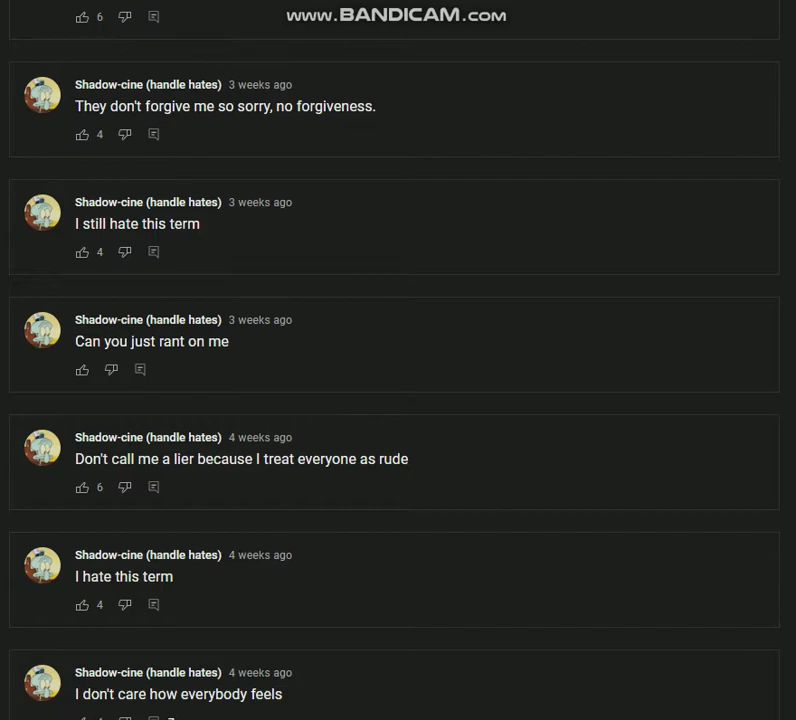 www.BANDICAM.com
6
Shadow-cine (handle hates) 3 weeks ago
They don't forgive me so sorry, no forgiveness.
4
Shadow-cine (handle hates) 3 weeks ago
I still hate this term
4
Shadow-cine (handle hates) 3 weeks ago
Can you just rant on me
Shadow-cine (handle hates) 4 weeks ago
Don't call me a lier because I treat everyone as rude
6
Shadow-cine (handle hates) 4 weeks ago
I hate this term
4
Shadow-cine (handle hates) 4 weeks ago
I don't care how everybody feels